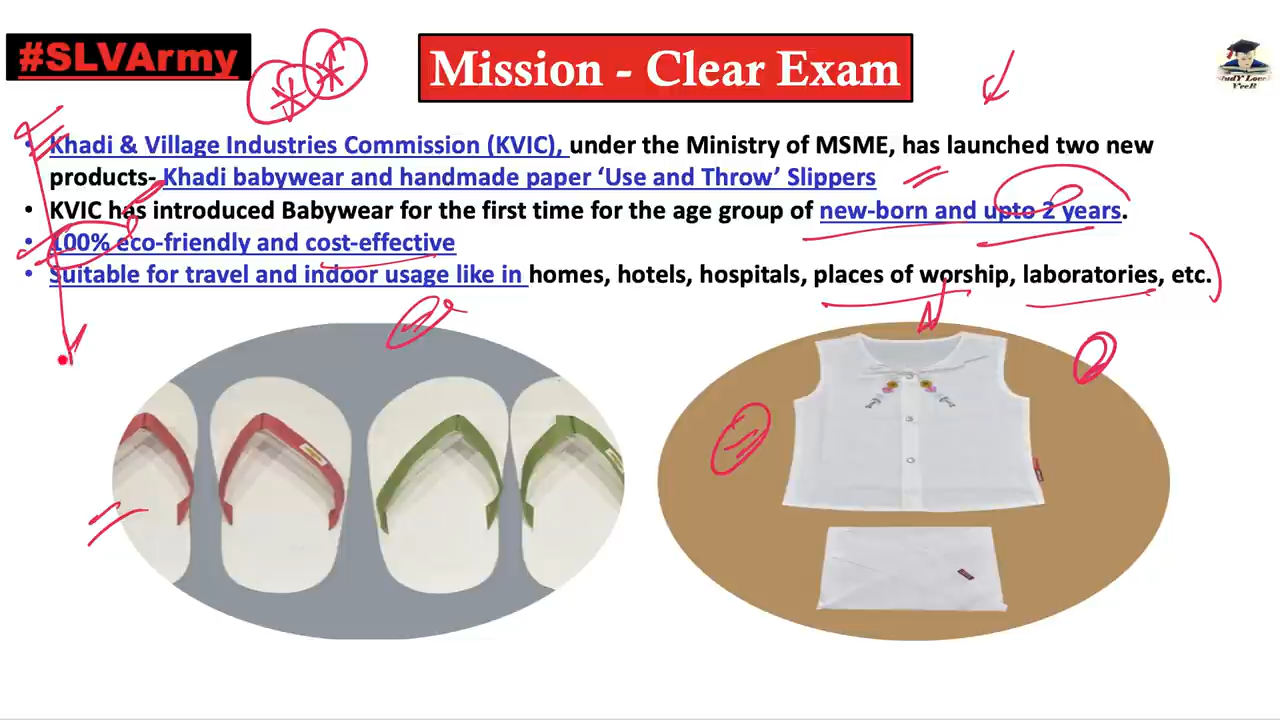 #SLVArmy
Mission - Clear Exam
StudY LoveR
VeeR
• Khadi & Village Industries Commission (KVIC), under the Ministry of MSME, has launched two new
products- Khadi babywear and handmade paper ‘Use and Throw’ Slippers
• KVIC has introduced Babywear for the first time for the age group of new-born and upto 2 years.
• 100% eco-friendly and cost-effective
• Suitable for travel and indoor usage like in homes, hotels, hospitals, places of worship, laboratories, etc.